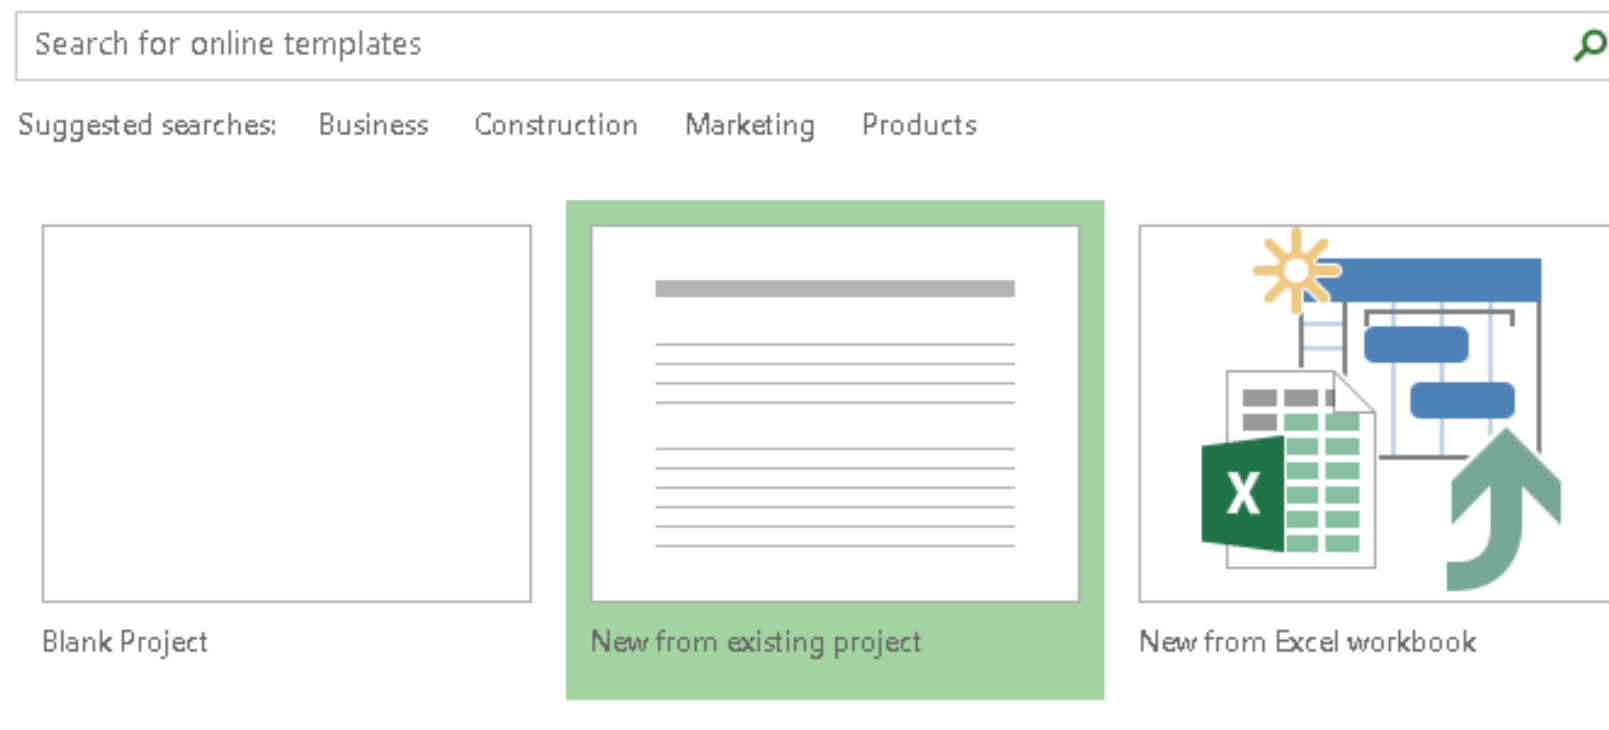 Search for online templates
Suggested searches: Business Construction Marketing Products
X
Blank Project New from existing project New from Excel workbook